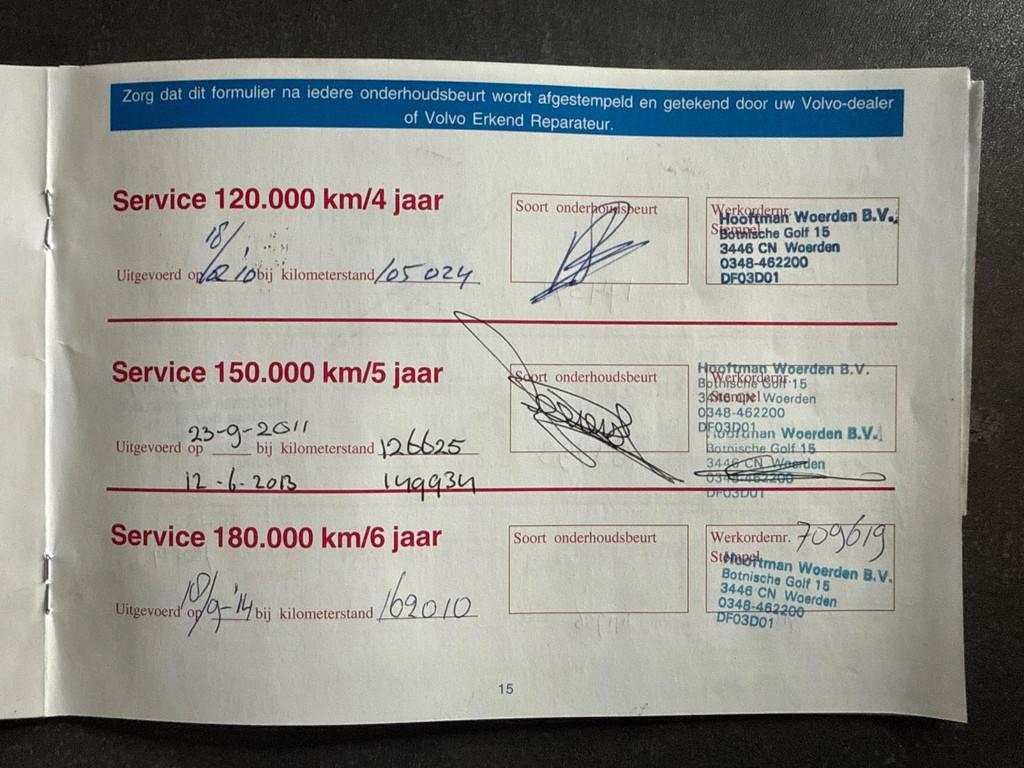 Zorg dat dit formulier na iedere onderhoudsbeurt wordt afgestempeld en getekend door uw Volvo-dealer
of Volvo Erkend Reparateur.
Service 120.000 km/4 jaar
Uitgevoerd op 18/02'10 bij kilometerstand 105024
Soort onderhoudsbeurt
Werkordernr.
Stempel
Hooftman Woerden B.V.
Botnische Golf 15
3446 CN Woerden
0348-462200
DF03D01
Service 150.000 km/5 jaar
Uitgevoerd op 23-9-2011 bij kilometerstand 126625
12-6-2013 149934
Soort onderhoudsbeurt
Werkordernr.
Stempel
Hooftman Woerden B.V.
Botnische Golf 15
3446 CN Woerden
0348-462200
DF03D01
Hooftman Woerden B.V.
Botnische Golf 15
3446 CN Woerden
0348-462200
DF03D01
Service 180.000 km/6 jaar
Uitgevoerd op 18/9-'14 bij kilometerstand 169010
Soort onderhoudsbeurt
Werkordernr. 709619
Stempel
Hooftman Woerden B.V.
Botnische Golf 15
3446 CN Woerden
0348-462200
DF03D01
15